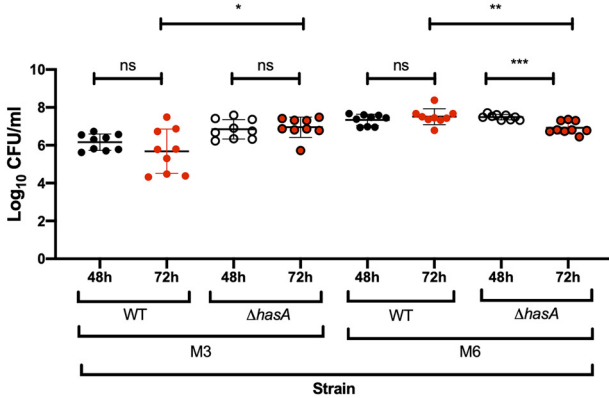 * **
ns ns ns ***
Log10 CFU/ml
10
8
6
4
2
0
48h 72h 48h 72h 48h 72h 48h 72h
WT ΔhasA WT ΔhasA
M3 M6
Strain